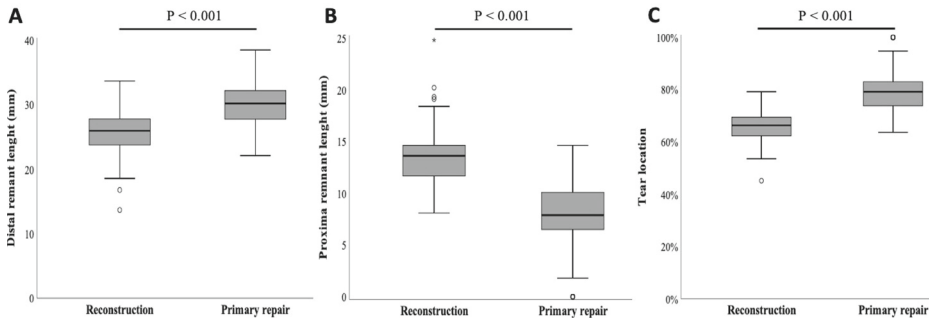 A
P < 0.001
Distal remant lenght (mm)
40
30
20
10
0
Reconstruction Primary repair
B
P < 0.001
Proxima remnant lenght (mm)
25
20
15
10
5
0
*
Reconstruction Primary repair
C
P < 0.001
Tear location
100%
80%
60%
40%
20%
0%
Reconstruction Primary repair